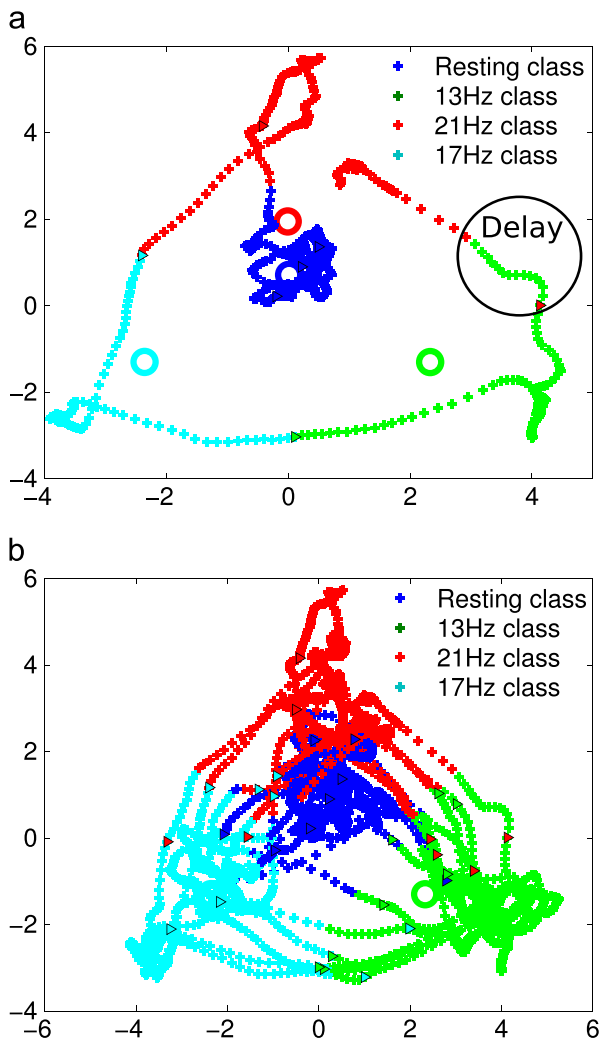 a
6
Resting class
13Hz class
21Hz class
17Hz class
4
2
Delay
0
−2
−4
−4 −2 0 2 4
b
6
Resting class
13Hz class
21Hz class
17Hz class
4
2
0
−2
−4
−6 −4 −2 0 2 4 6